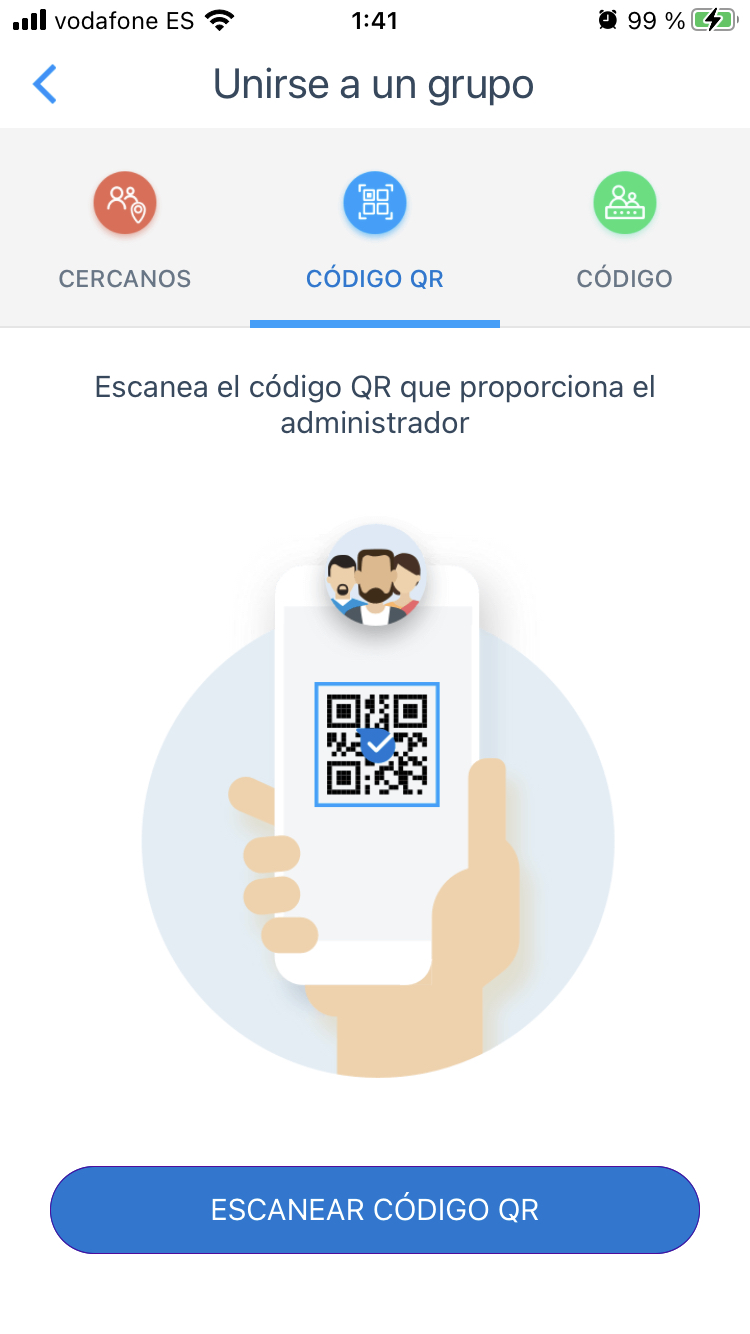 vodafone ES 1:41 99 %
Unirse a un grupo
CERCANOS CÓDIGO QR CÓDIGO
Escanea el código QR que proporciona el
administrador
ESCANEAR CÓDIGO QR